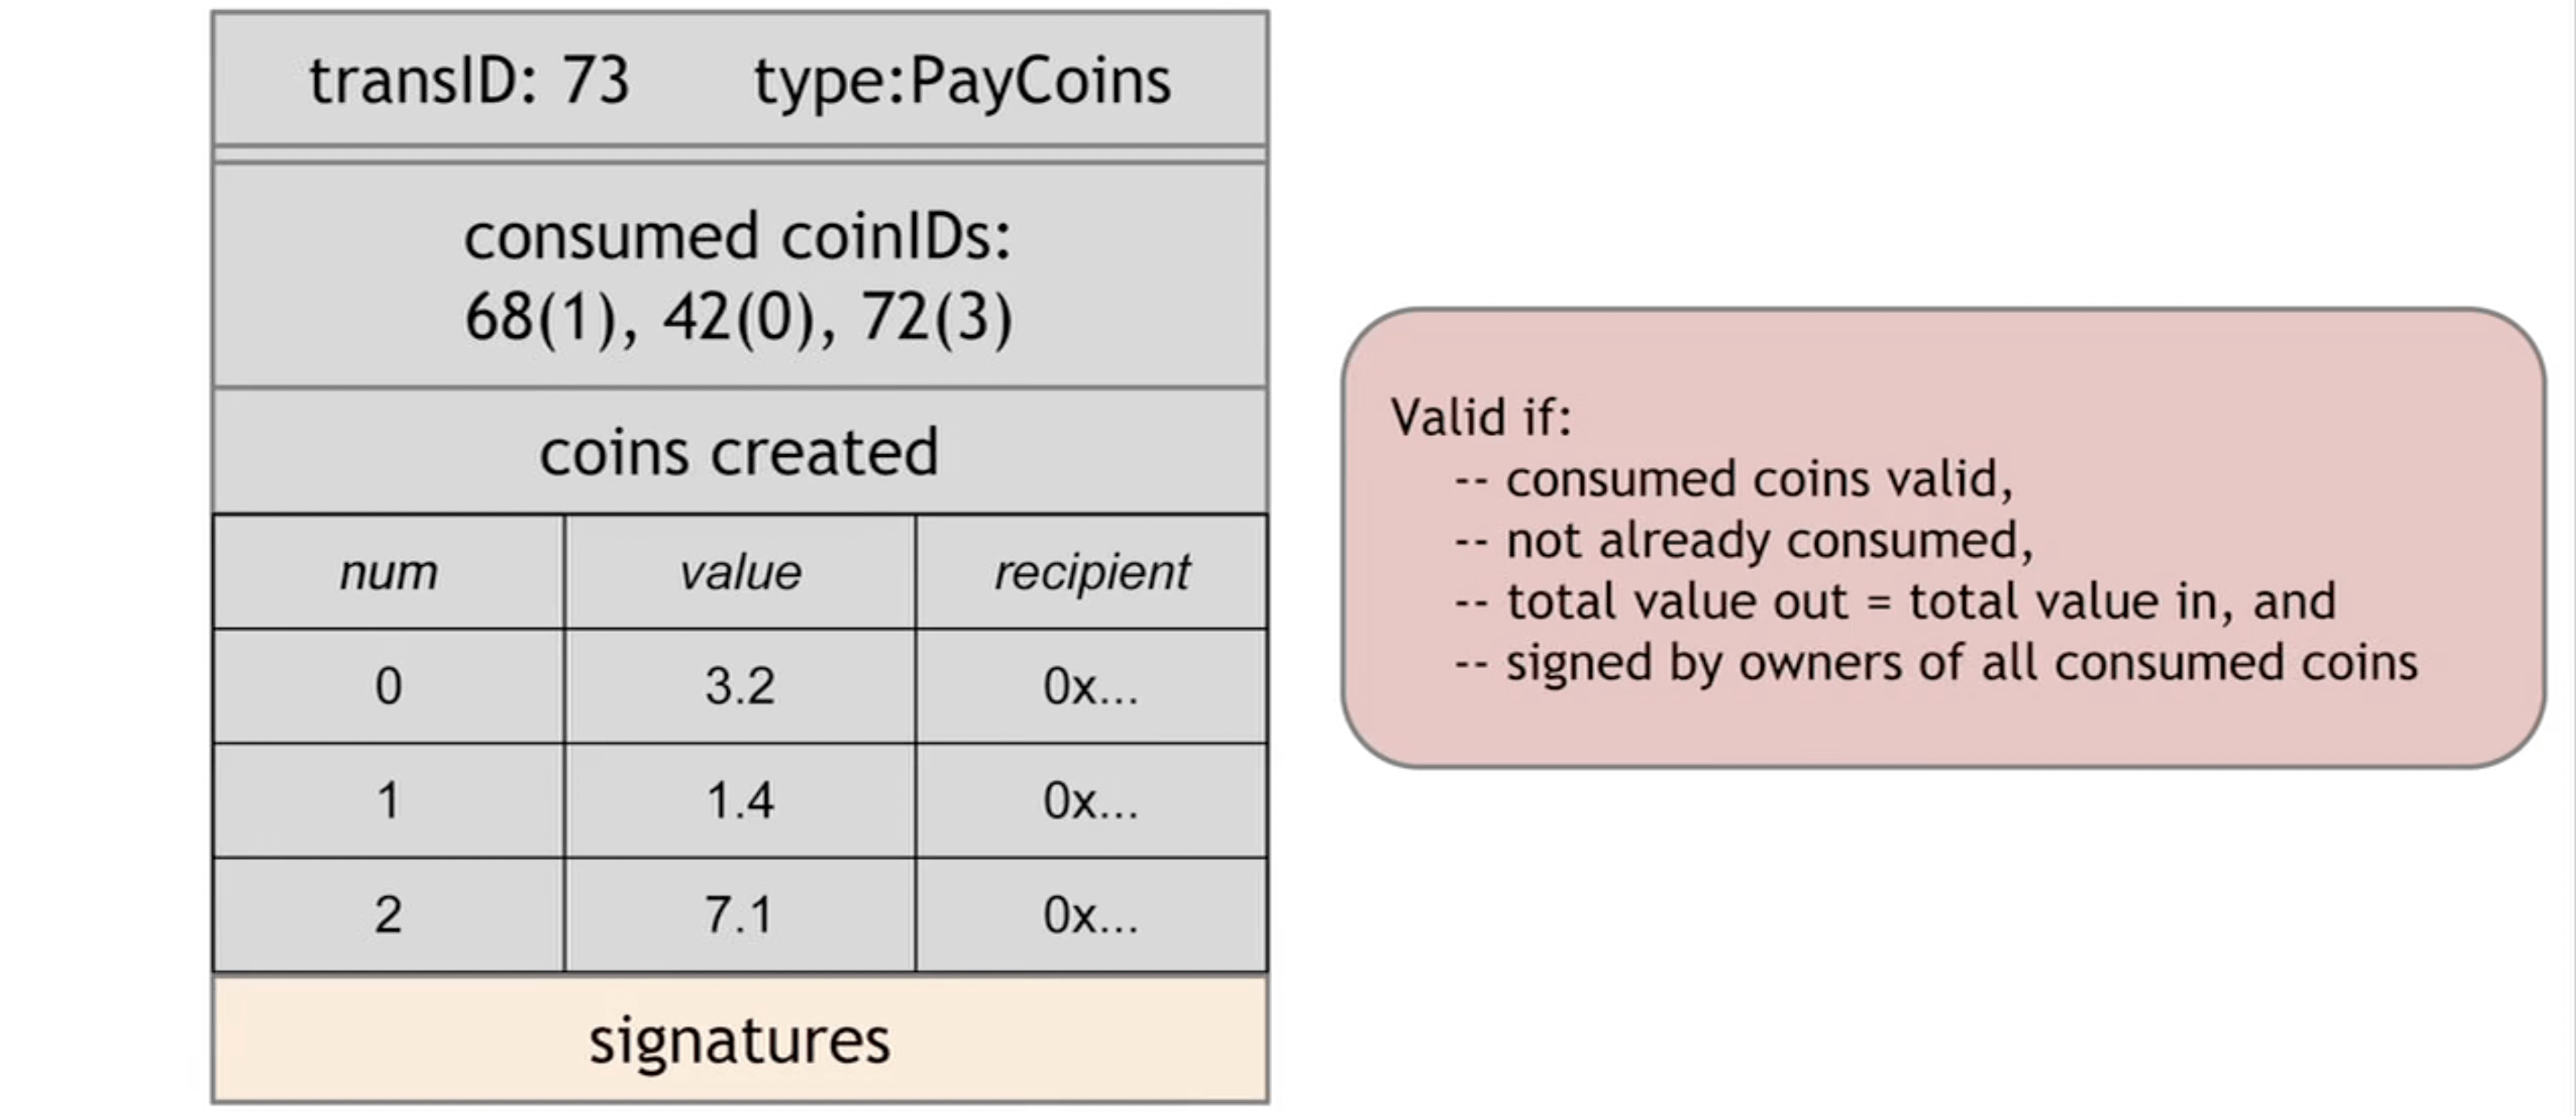 transID: 73 type:PayCoins
consumed coinIDs:
68(1), 42(0), 72(3)
coins created
num value recipient
0 3.2 0x...
1 1.4 0x...
2 7.1 0x...
signatures
Valid if:
-- consumed coins valid,
-- not already consumed,
-- total value out = total value in, and
-- signed by owners of all consumed coins